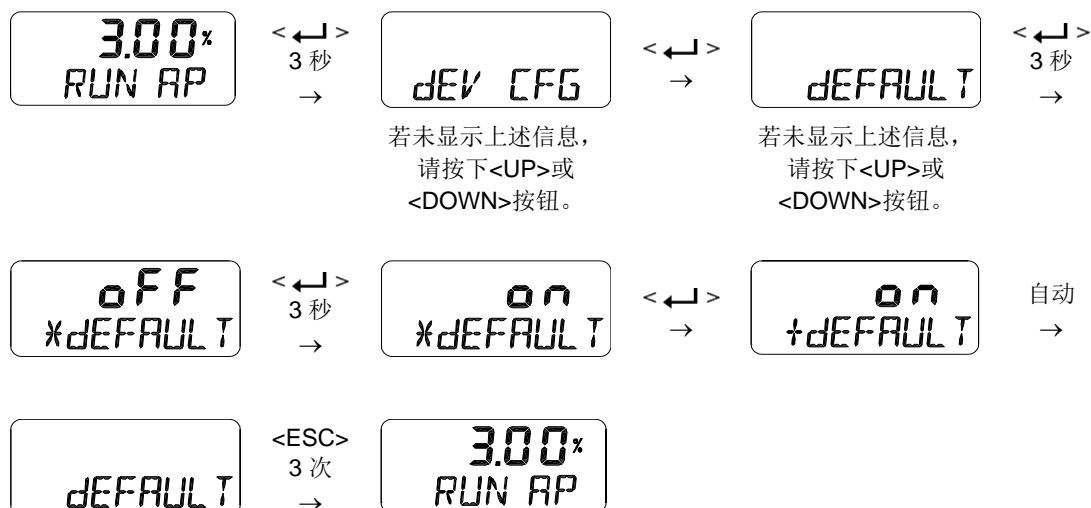 3.00%
RUN AP
<↵>
3 秒
→
dEV CFG
若未显示上述信息，
请按下<UP>或
<DOWN>按钮。
<↵>
→
dEFAULT
若未显示上述信息，
请按下<UP>或
<DOWN>按钮。
<↵>
3 秒
→
oFF
*dEFAULT
<↵>
3 秒
→
on
*dEFAULT
<↵>
→
on
+dEFAULT
自动
→
dEFAULT
<ESC>
3 次
→
3.00%
RUN AP